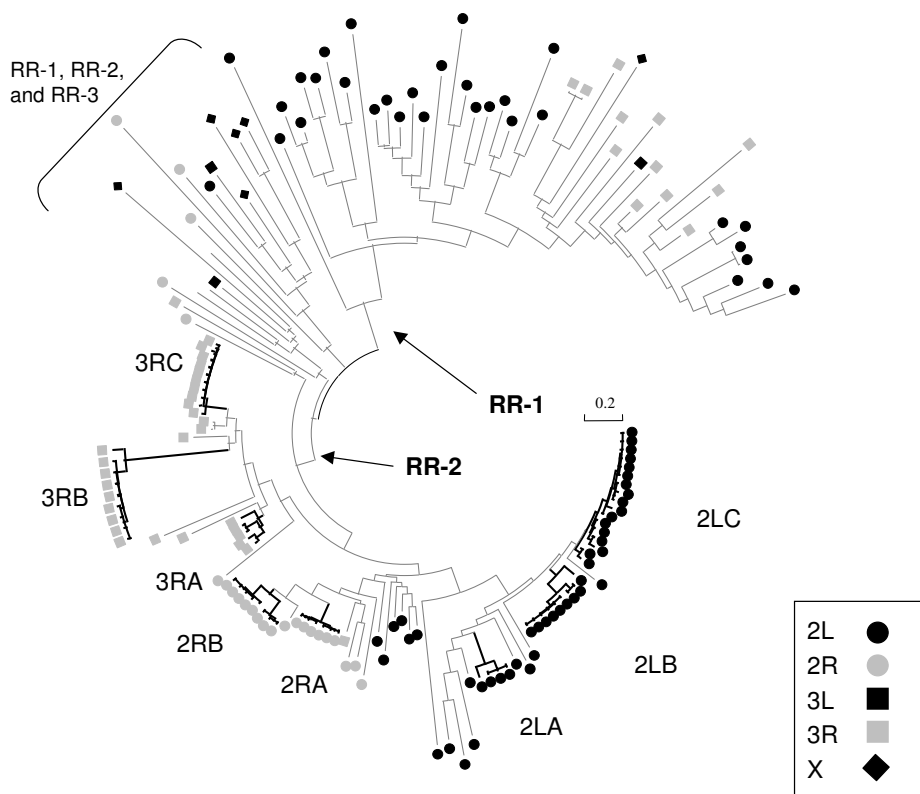 RR-1, RR-2,
and RR-3
3RC
RR-1
0.2
RR-2
3RB
2LC
3RA
2RB
2LB
2RA
2LA
2L
2R
3L
3R
X